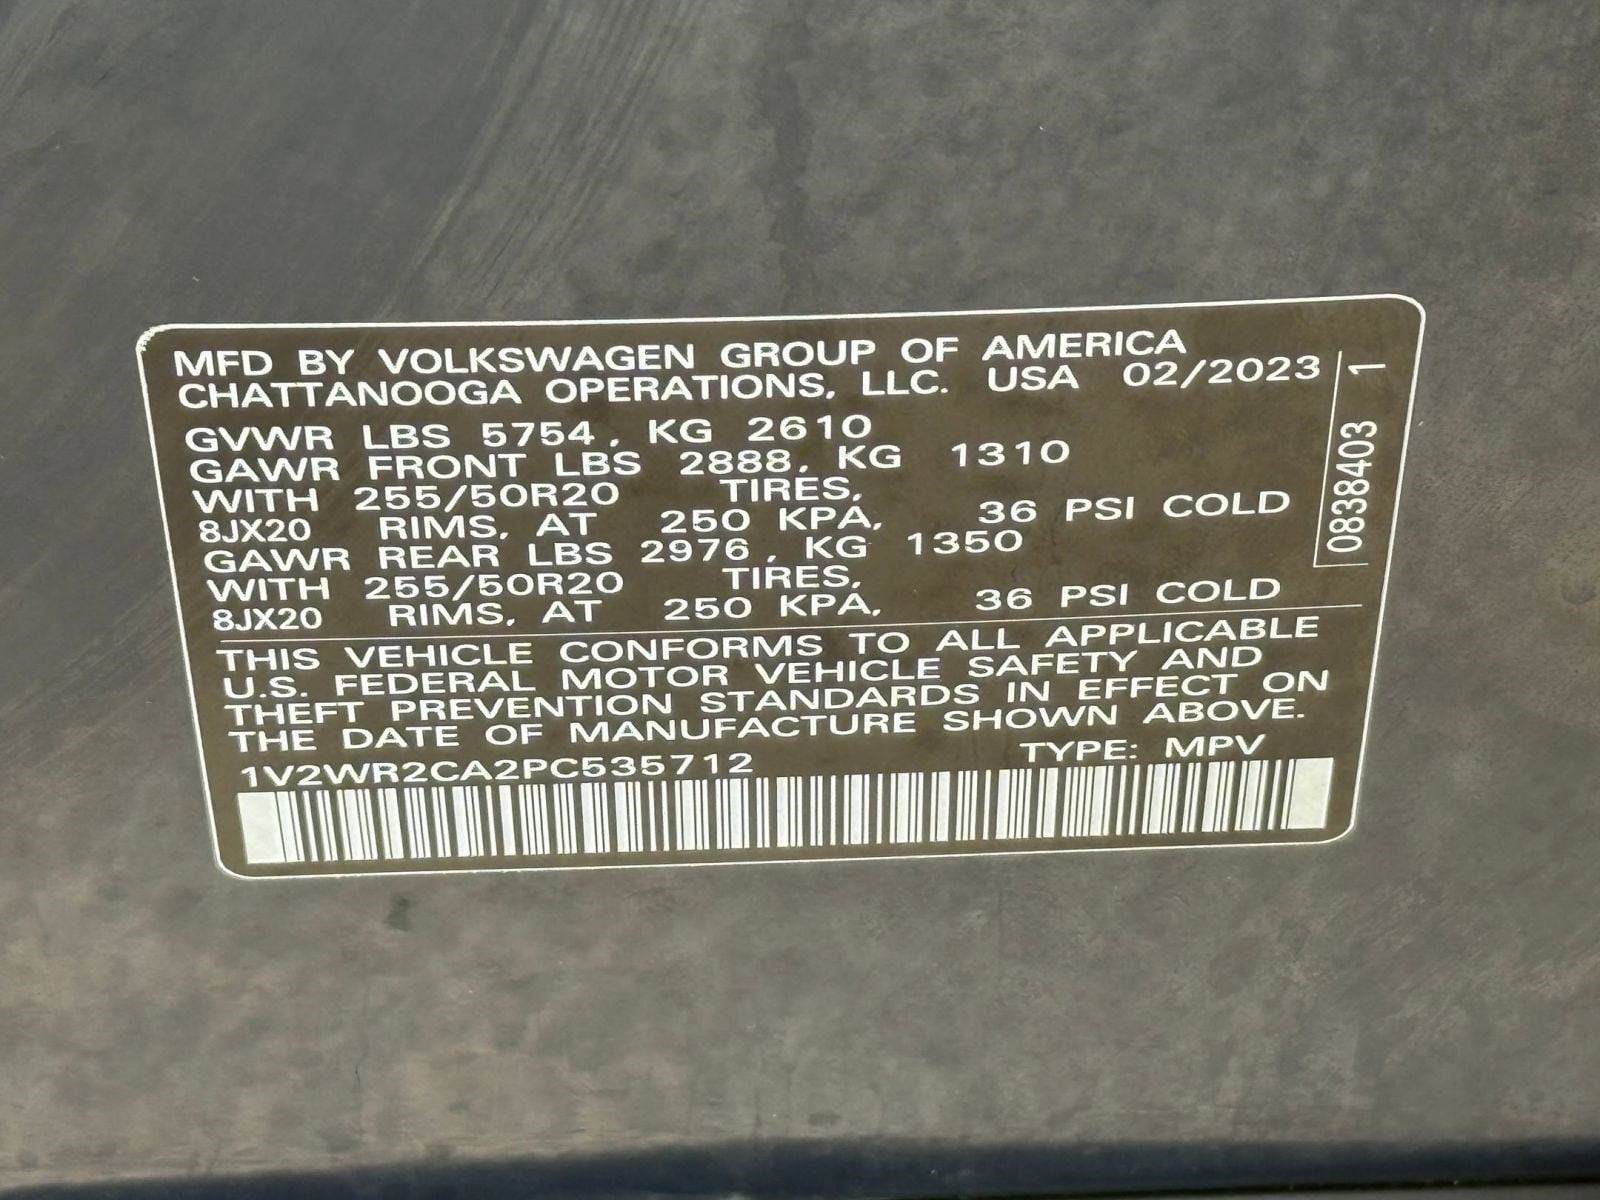 MFD BY VOLKSWAGEN GROUP OF AMERICA
CHATTANOOGA OPERATIONS, LLC. USA 02/2023
GVWR LBS 5754, KG 2610
GAWR FRONT LBS 2888, KG 1310
WITH 255/50R20 TIRES,
8JX20 RIMS, AT 250 KPA, 36 PSI COLD
GAWR REAR LBS 2976, KG 1350
WITH 255/50R20 TIRES,
8JX20 RIMS, AT 250 KPA, 36 PSI COLD
THIS VEHICLE CONFORMS TO ALL APPLICABLE
U.S. FEDERAL MOTOR VEHICLE SAFETY AND
THEFT PREVENTION STANDARDS IN EFFECT ON
THE DATE OF MANUFACTURE SHOWN ABOVE.
1V2WR2CA2PC535712 TYPE: MPV
0838403 1